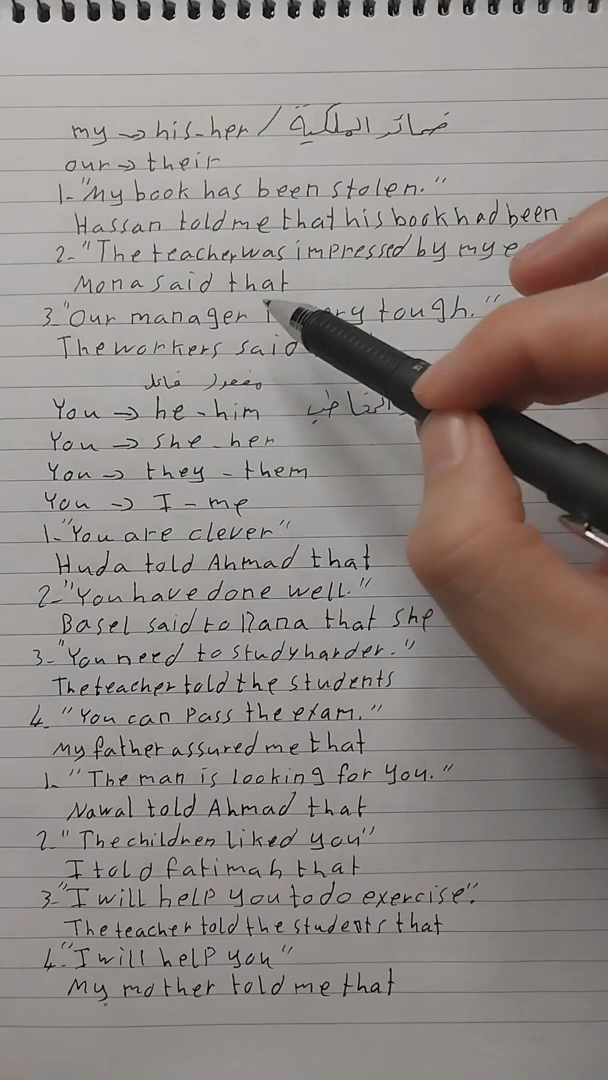 my → his-her / ضمائر الملكية
our → their
1-"My book has been stolen."
Hassan told me that his book had been
2-"The teacher was impressed by my
Mona said that
3"Our manager tough."
The workers said
مفعول فاعل
You → he-him المخاطب
You → she-her
You → they-them
You → I-me
1-"You are clever"
Huda told Ahmad that
2-"You have done well."
Basel said to Rana that she
3-"You need to study harder."
The teacher told the students
4-"You can Pass the exam."
My father assured me that
1-"The man is looking for You."
Nawal told Ahmad that
2-"The children liked you"
I told fatimah that
3-"I will help you to do exercise".
The teacher told the students that
4-"I will help you"
My mother told me that